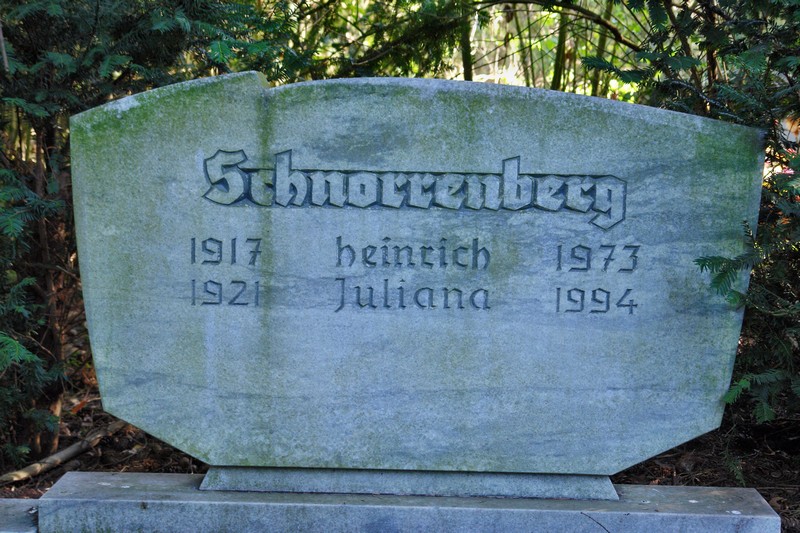 Schnorrenberg
1917 heinrich 1973
1921 Juliana 1994